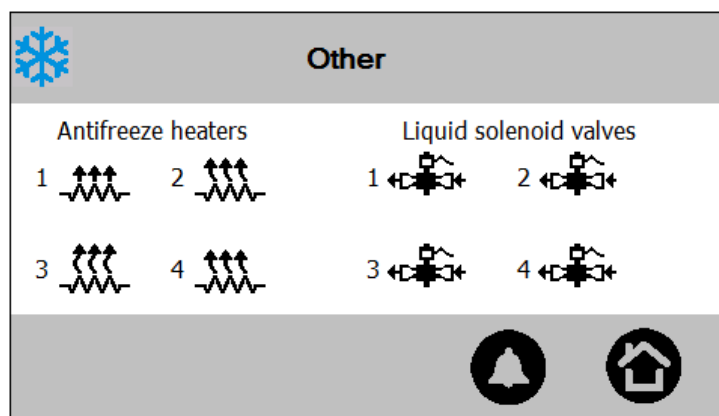 Other
Antifreeze heaters
Liquid solenoid valves
1 2 1 2
3 4 3 4